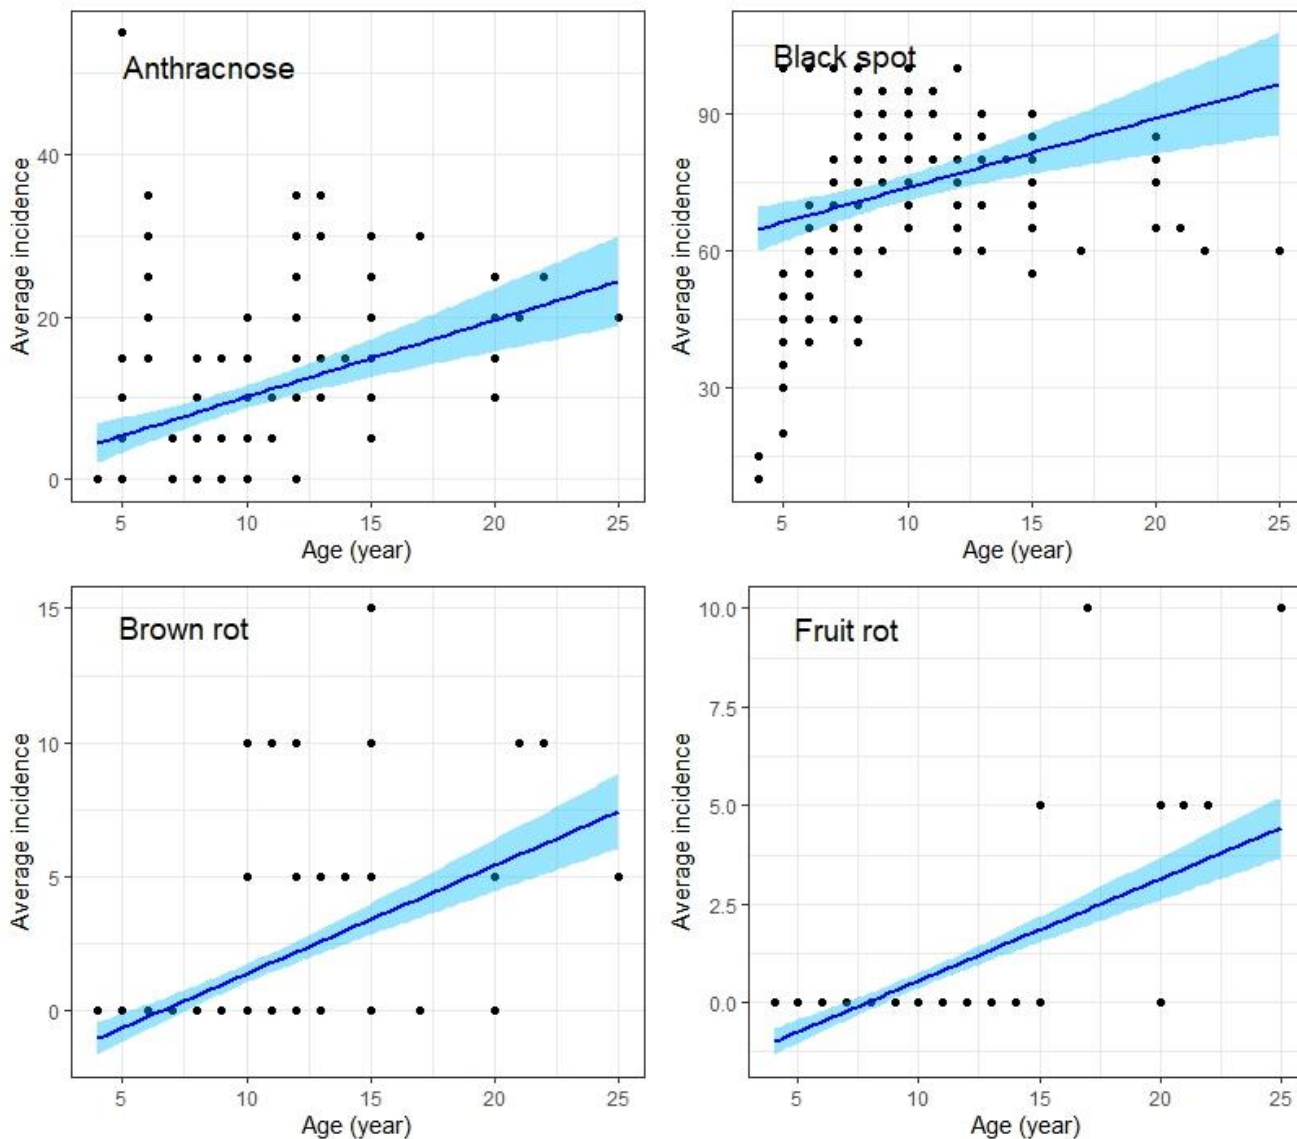 Anthracnose
Average incidence
40
20
0
5 10 15 20 25
Age (year)
Black spot
Average incidence
90
60
30
5 10 15 20 25
Age (year)
Brown rot
Average incidence
15
10
5
0
5 10 15 20 25
Age (year)
Fruit rot
Average incidence
10.0
7.5
5.0
2.5
0.0
5 10 15 20 25
Age (year)